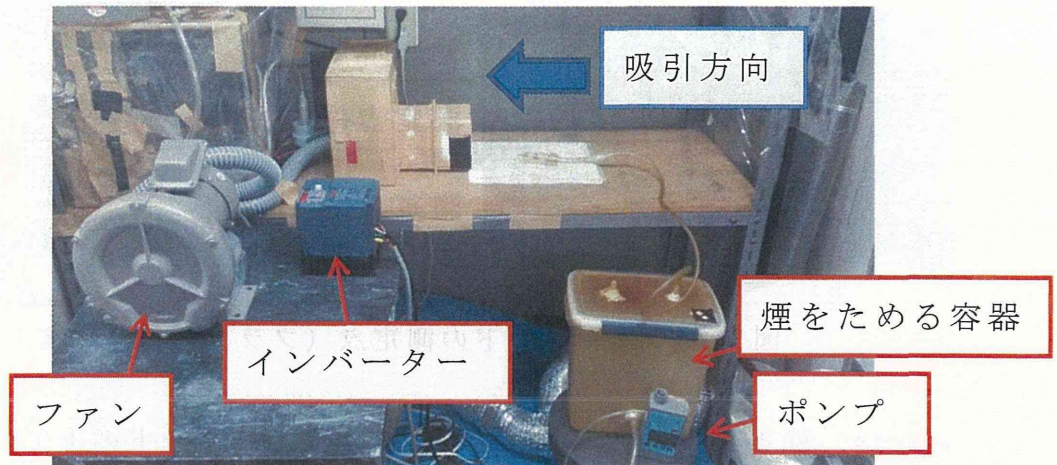 吸引方向
煙をためる容器
インバーター
ファン
ポンプ